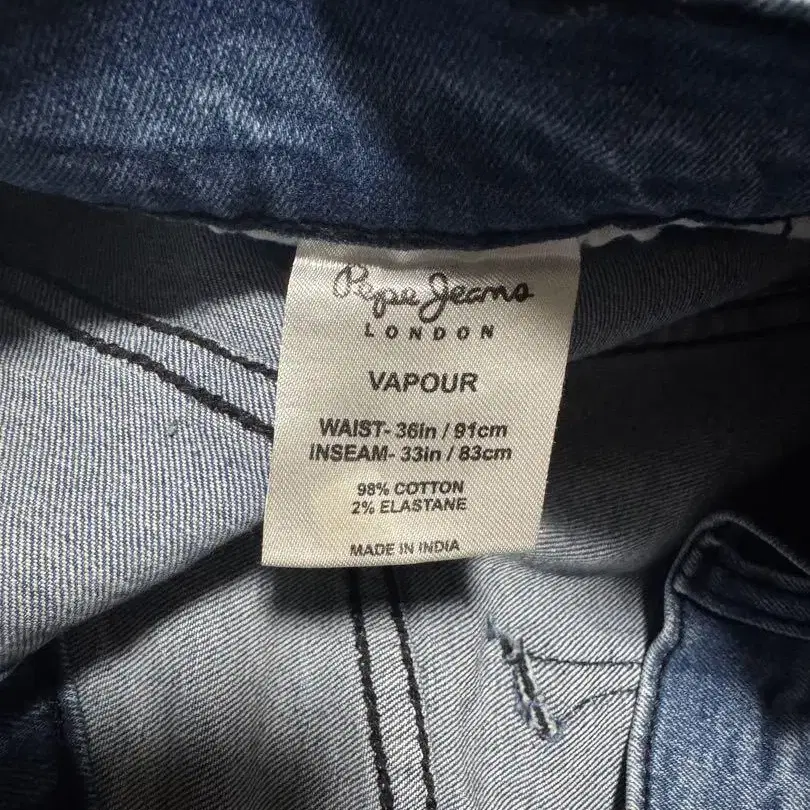 Pepe Jeans
LONDON
VAPOUR
WAIST- 36in / 91cm
INSEAM- 33in / 83cm
98% COTTON
2% ELASTANE
MADE IN INDIA